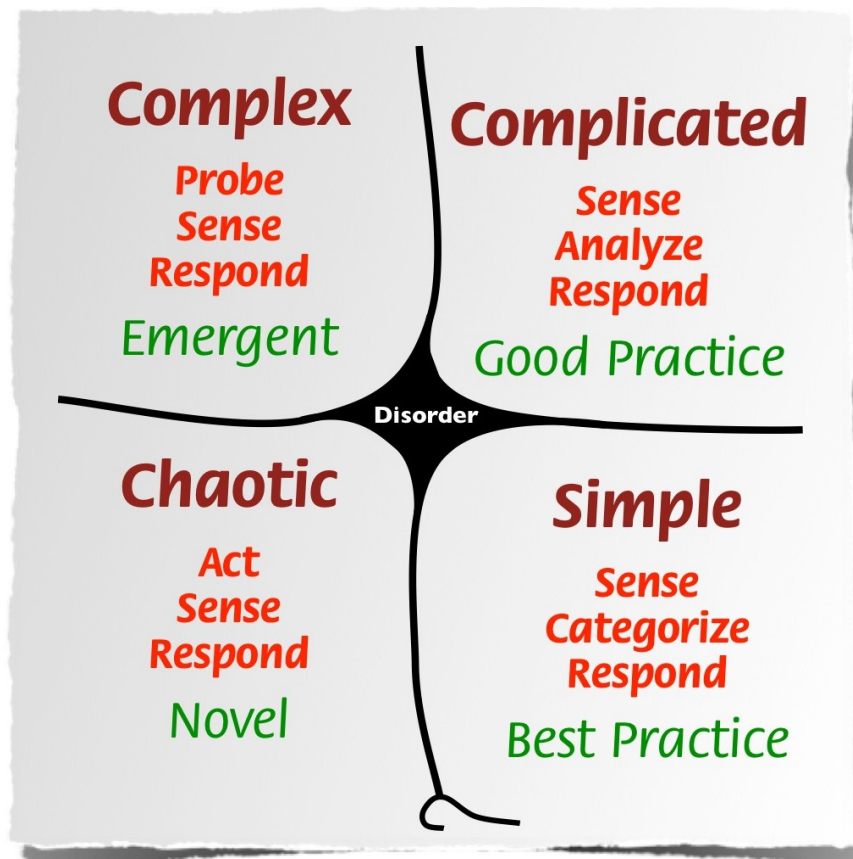 Complex
Probe
Sense
Respond
Emergent
Complicated
Sense
Analyze
Respond
Good Practice
Disorder
Chaotic
Act
Sense
Respond
Novel
Simple
Sense
Categorize
Respond
Best Practice